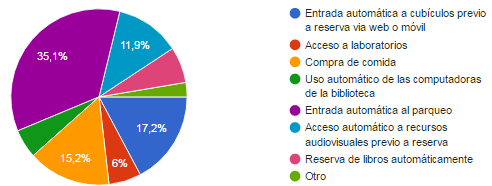 35,1%
11,9%
17,2%
6%
15,2%
Entrada automática a cubículos previo
a reserva via web o móvil
Acceso a laboratorios
Compra de comida
Uso automático de las computadoras
de la biblioteca
Entrada automática al parqueo
Acceso automático a recursos
audiovisuales previo a reserva
Reserva de libros automáticamente
Otro